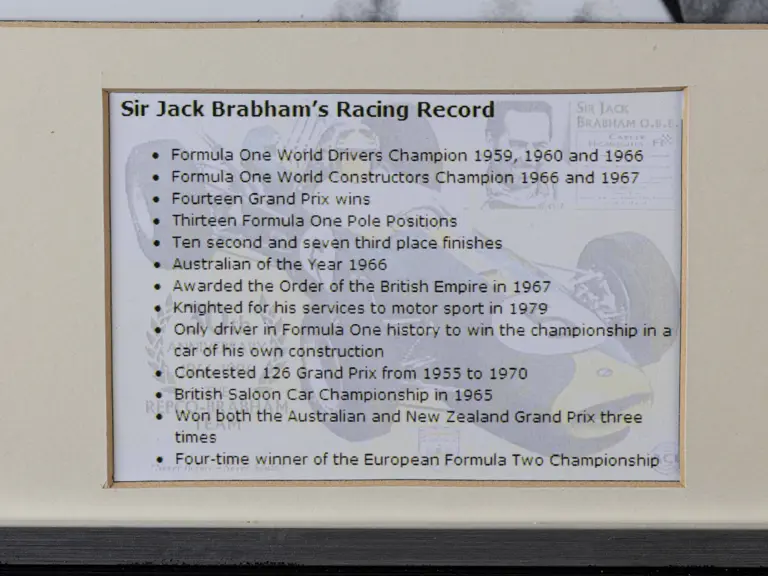 Sir Jack Brabham's Racing Record
SIR JACK
BRABHAM O.B.E.
• Formula One World Drivers Champion 1959, 1960 and 1966
• Formula One World Constructors Champion 1966 and 1967
• Fourteen Grand Prix wins
• Thirteen Formula One Pole Positions
• Ten second and seven third place finishes
• Australian of the Year 1966
• Awarded the Order of the British Empire in 1967
• Knighted for his services to motor sport in 1979
• Only driver in Formula One history to win the championship in a
car of his own construction
• Contested 126 Grand Prix from 1955 to 1970
• British Saloon Car Championship in 1965
• Won both the Australian and New Zealand Grand Prix three
times
• Four-time winner of the European Formula Two Championship
ANNIVERSARY
REPCO-BRABHAM
TEAM